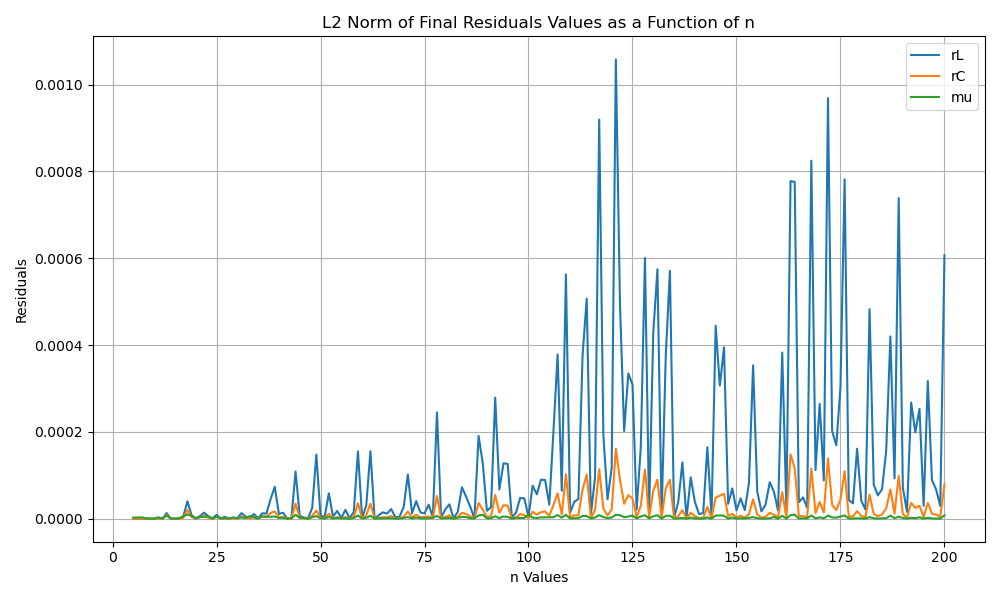 L2 Norm of Final Residuals Values as a Function of n
rL
rC
mu
Residuals
0.0010
0.0008
0.0006
0.0004
0.0002
0.0000
0 25 50 75 100 125 150 175 200
n Values